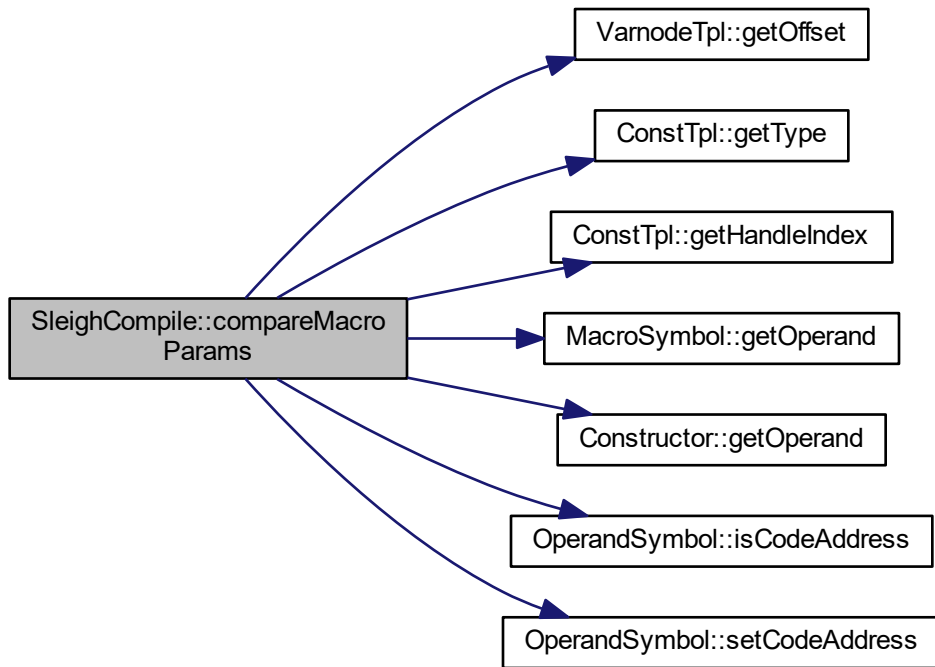 VarnodeTpl::getOffset
ConstTpl::getType
ConstTpl::getHandleIndex
SleighCompile::compareMacro
Params
MacroSymbol::getOperand
Constructor::getOperand
OperandSymbol::isCodeAddress
OperandSymbol::setCodeAddress